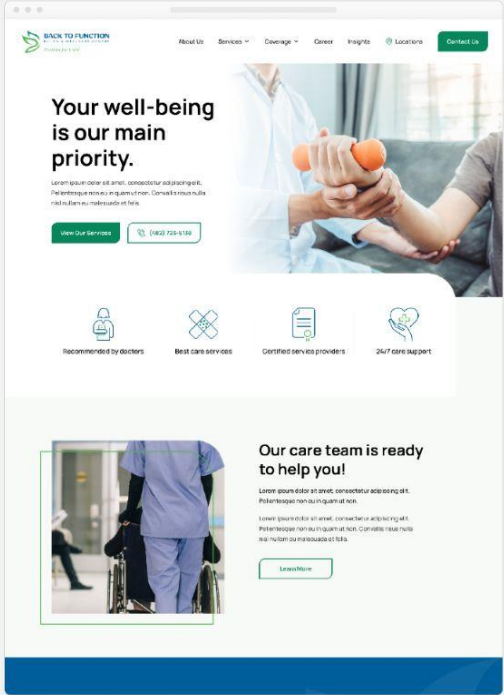 BACK TO FUNCTION
About Us
Services
Coverage
Career
Insights
Locations
Contact Us
Your well-being
is our main
priority.
Lorem ipsum dolor sit amet, consectetur adipiscing elit.
Pellentesque non eu in quam ut non. Convallis risus nulla
nisl nullam eu malesuada et felis.
View Our Services
Recommended by doctors
Best care services
Certified service providers
24/7 care support
Our care team is ready
to help you!
Lorem ipsum dolor sit amet, consectetur adipiscing elit.
Pellentesque non eu in quam ut non.
Lorem ipsum dolor sit amet, consectetur adipiscing elit.
Pellentesque non eu in quam ut non. Convallis risus nulla
nisl nullam eu malesuada et felis.
Learn More